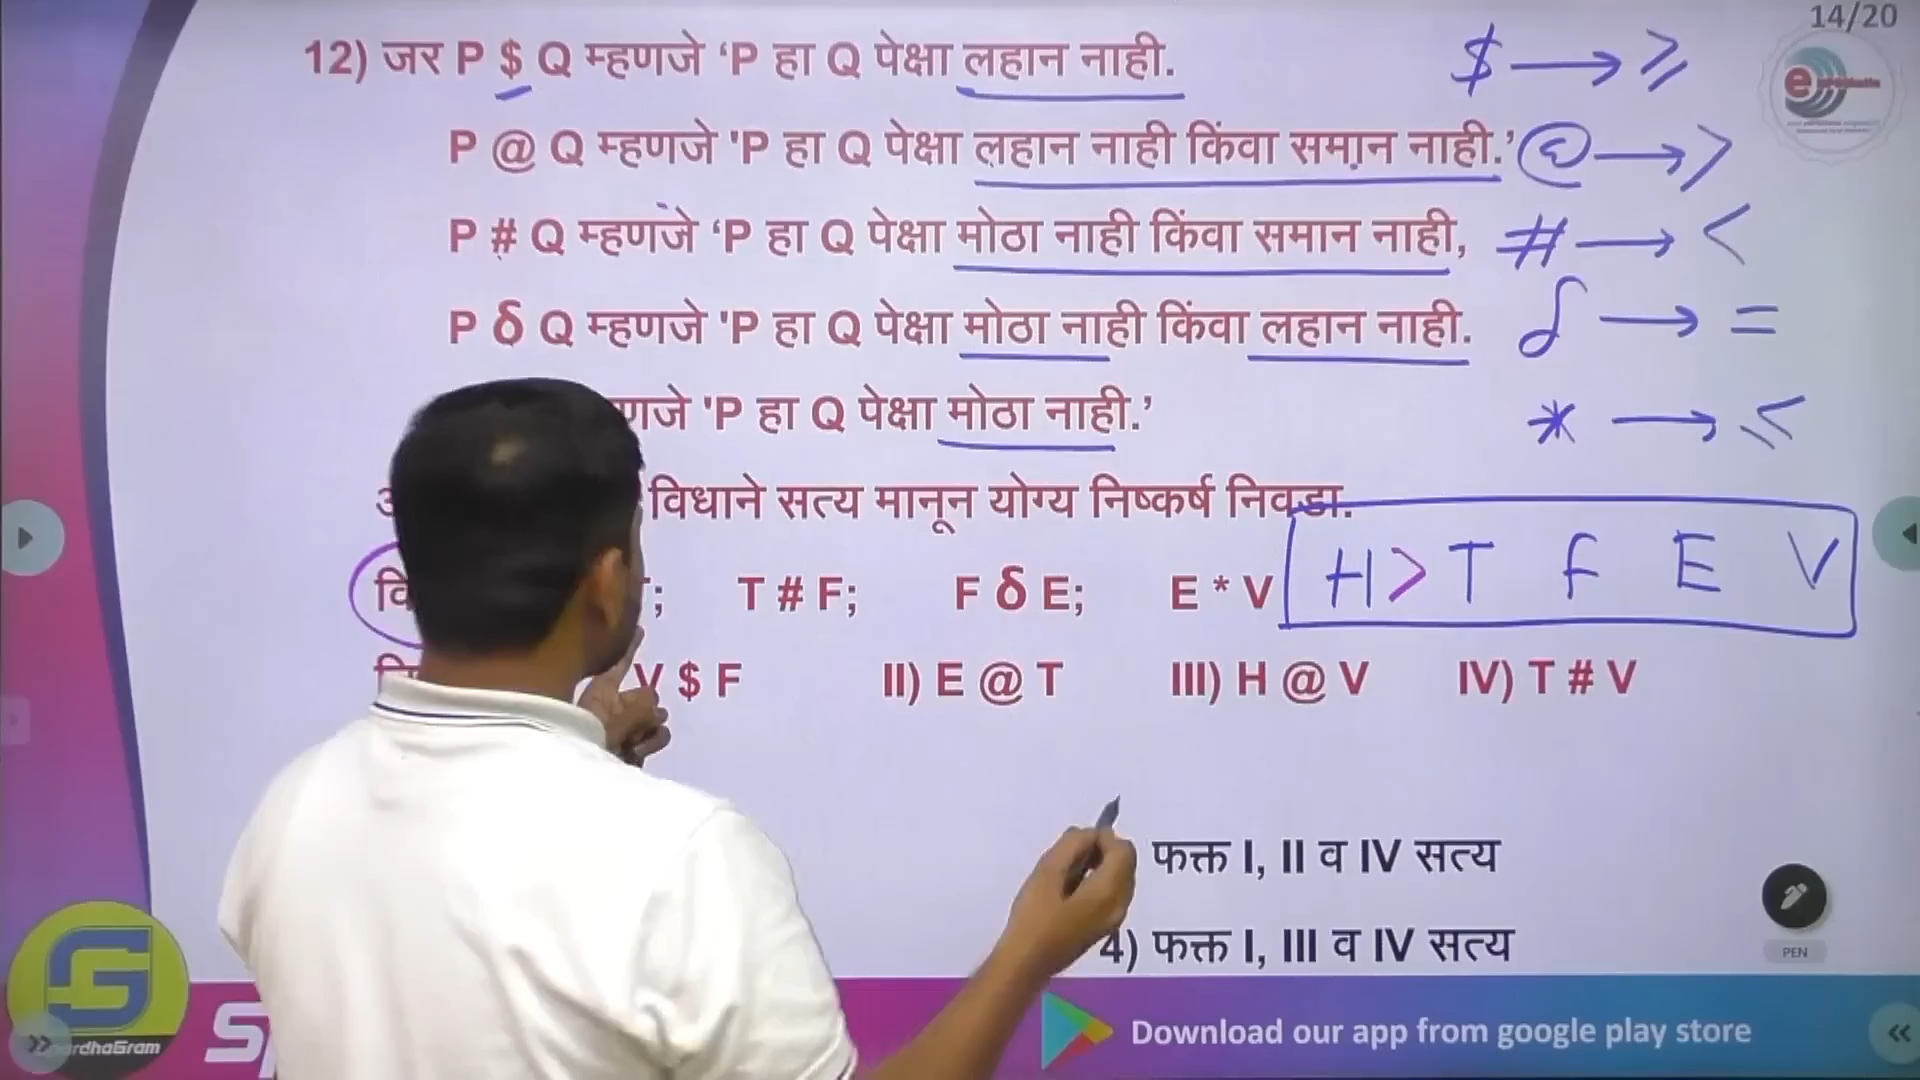 14/20
12) जर P $ Q म्हणजे ‘P हा Q पेक्षा लहान नाही. $ → ≥
P @ Q म्हणजे 'P हा Q पेक्षा लहान नाही किंवा समान नाही.’ @ → >
P # Q म्हणजे ‘P हा Q पेक्षा मोठा नाही किंवा समान नाही, # → <
P δ Q म्हणजे 'P हा Q पेक्षा मोठा नाही किंवा लहान नाही. δ → =
'P हा Q पेक्षा मोठा नाही.’ * → ≤
विधाने सत्य मानून योग्य निष्कर्ष निवडा.
T # F; F δ E; E * V H > T F E V
V $ F II) E @ T III) H @ V IV) T # V
फक्त I, II व IV सत्य
4) फक्त I, III व IV सत्य
PEN
Download our app from google play store